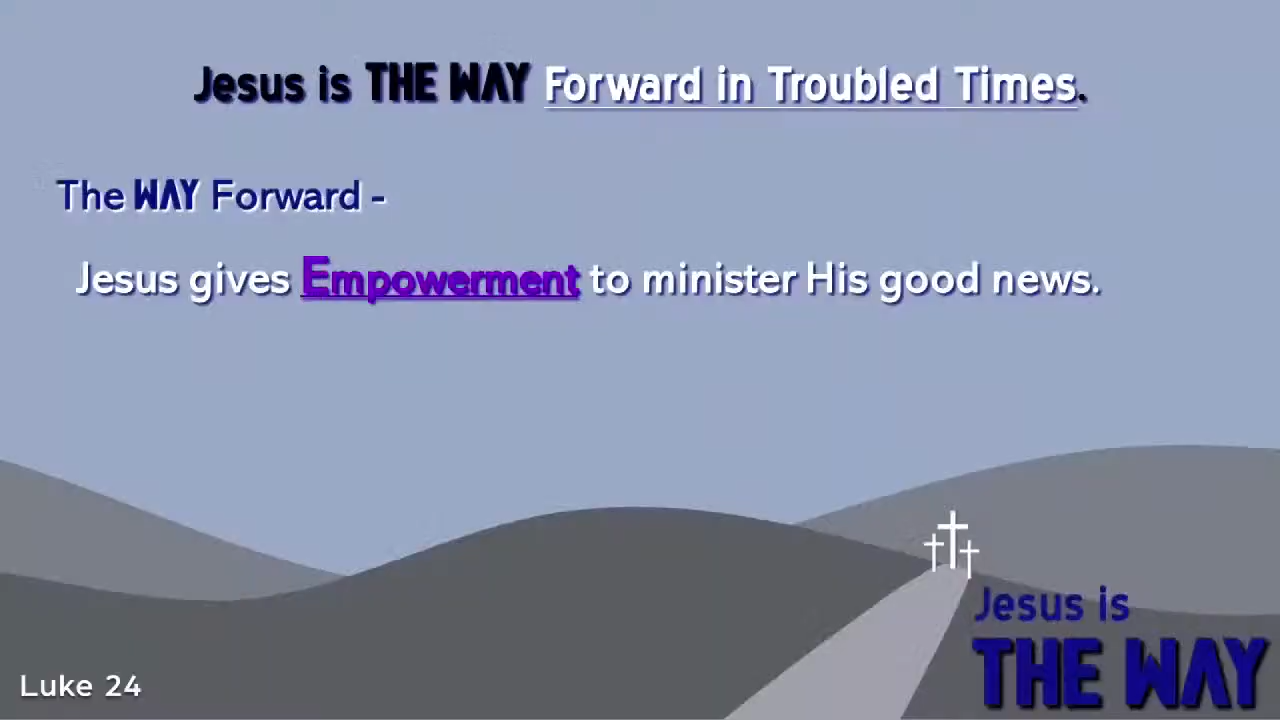 Jesus is THE WAY Forward in Troubled Times.
The WAY Forward -
Jesus gives Empowerment to minister His good news.
Jesus is
THE WAY
Luke 24